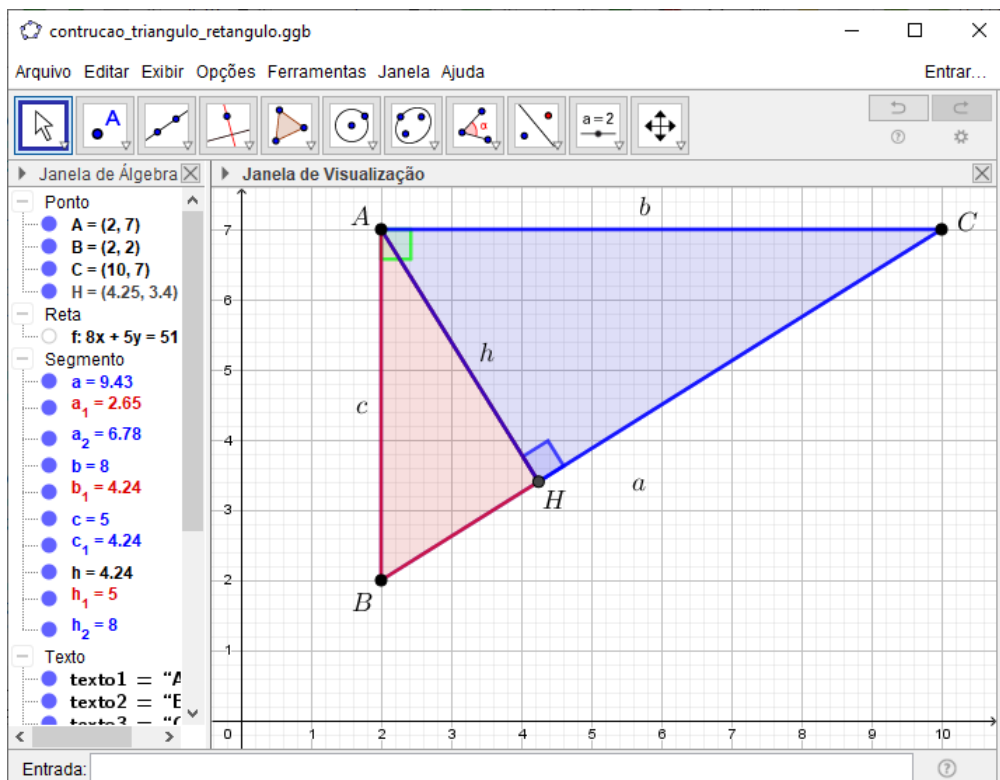 contrucao_triangulo_retangulo.ggb
Arquivo Editar Exibir Opções Ferramentas Janela Ajuda Entrar...
A α a=2
Janela de Álgebra
Ponto
A = (2, 7)
B = (2, 2)
C = (10, 7)
H = (4.25, 3.4)
Reta
f: 8x + 5y = 51
Segmento
a = 9.43
a₁ = 2.65
a₂ = 6.78
b = 8
b₁ = 4.24
c = 5
c₁ = 4.24
h = 4.24
h₁ = 5
h₂ = 8
Texto
texto1 = “A
texto2 =
texto3 =
Janela de Visualização
A b C
h
c
H a
B
7
6
5
4
3
2
1
0 1 2 3 4 5 6 7 8 9 10
Entrada: